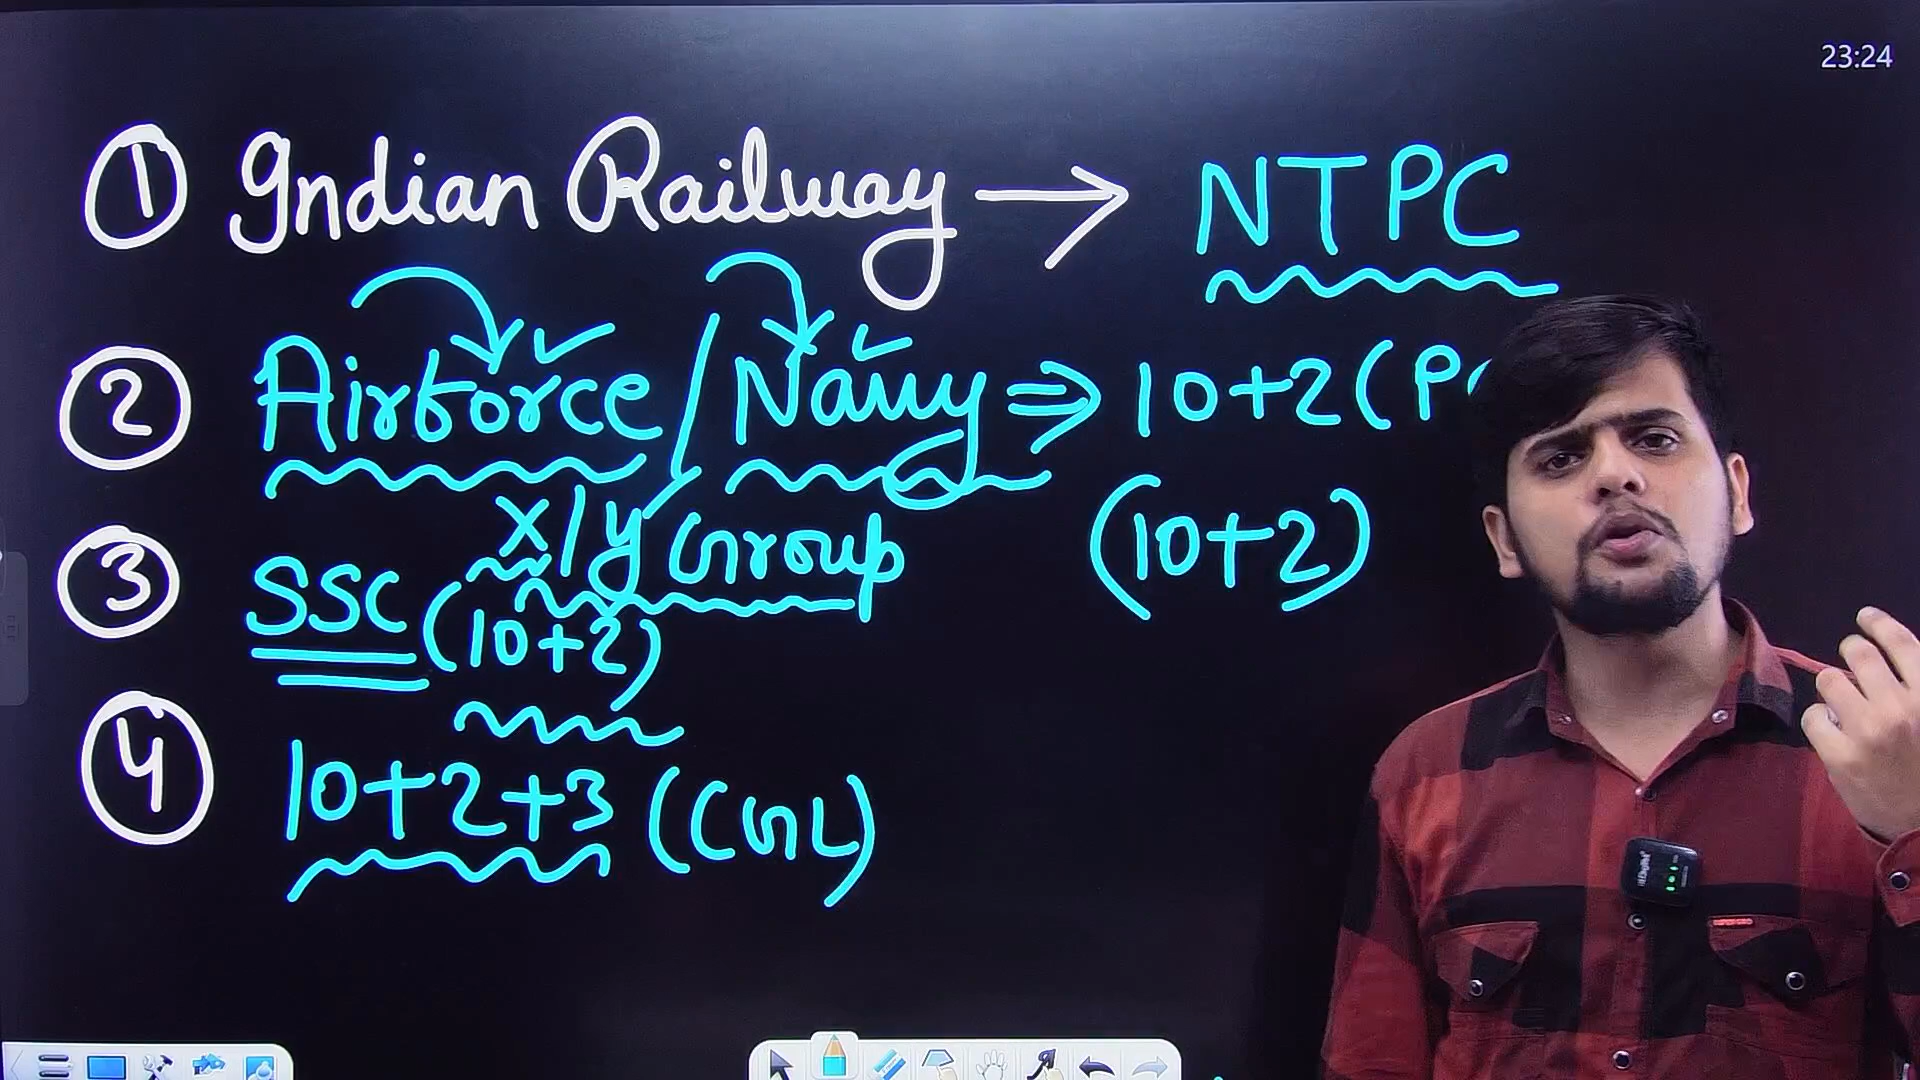 23:24
① Indian Railway → NTPC
② Airforce / Navy ⇒ 10+2 (P
X/y Group (10+2)
③ SSC (10+2)
④ 10+2+3 (CGL)